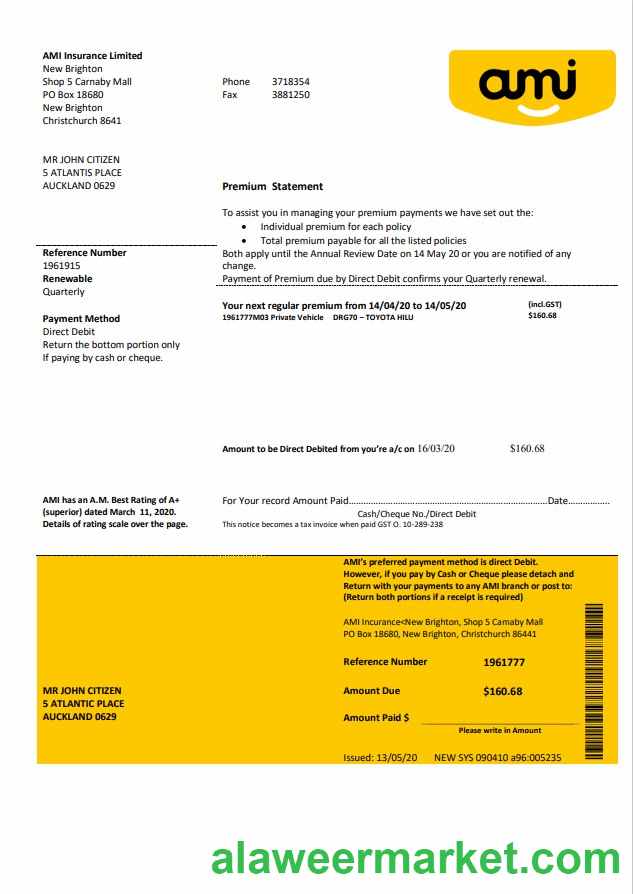 AMI Insurance Limited
New Brighton
Shop 5 Carnaby Mall
PO Box 18680
New Brighton
Christchurch 8641
Phone 3718354
Fax 3881250
ami
MR JOHN CITIZEN
5 ATLANTIS PLACE
AUCKLAND 0629
Premium Statement
To assist you in managing your premium payments we have set out the:
• Individual premium for each policy
• Total premium payable for all the listed policies
Both apply until the Annual Review Date on 14 May 20 or you are notified of any
change.
Payment of Premium due by Direct Debit confirms your Quarterly renewal.
Reference Number
1961915
Renewable
Quarterly
Payment Method
Direct Debit
Return the bottom portion only
If paying by cash or cheque.
Your next regular premium from 14/04/20 to 14/05/20 (incl.GST)
1961777M03 Private Vehicle DRG70 – TOYOTA HILU $160.68
Amount to be Direct Debited from you're a/c on 16/03/20 $160.68
AMI has an A.M. Best Rating of A+
(superior) dated March 11, 2020.
Details of rating scale over the page.
For Your record Amount Paid.....................................................................Date...............
Cash/Cheque No./Direct Debit
This notice becomes a tax invoice when paid GST O. 10-289-238
AMI's preferred payment method is direct Debit.
However, if you pay by Cash or Cheque please detach and
Return with your payments to any AMI branch or post to:
(Return both portions if a receipt is required)
AMI Insurance<New Brighton, Shop 5 Camaby Mall
PO Box 18680, New Brighton, Christchurch 86441
Reference Number 1961777
MR JOHN CITIZEN
5 ATLANTIC PLACE
AUCKLAND 0629
Amount Due $160.68
Amount Paid $
Please write in Amount
Issued: 13/05/20 NEW SYS 090410 a96:005235
alaweermarket.com